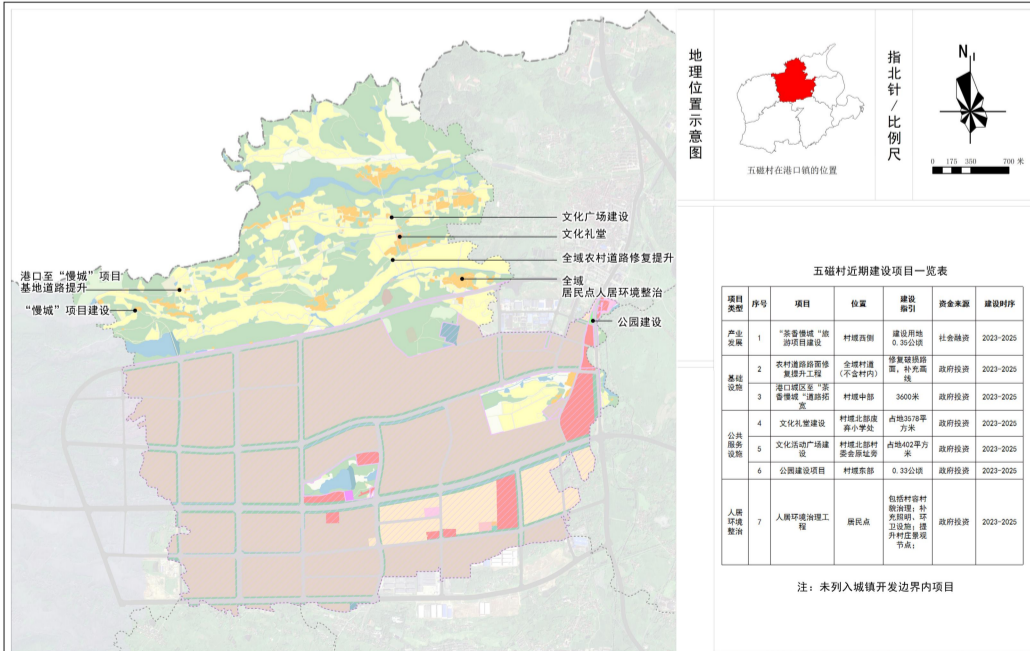 文化广场建设
文化礼堂
全域农村道路修复提升
全域
居民点人居环境整治
公园建设
港口至“慢城”项目
基地道路提升
“慢城”项目建设
地理位置示意图
五磁村在港口镇的位置
指北针/比例尺
N
0 175 350 700 米
五磁村近期建设项目一览表
项目类型 序号 项目 位置 建设指引 资金来源 建设时序
产业发展 1 “茶香慢城“旅游项目建设 村域西侧 建设用地0.35公顷 社会融资 2023-2025
基础设施 2 农村道路路面修复提升工程 全域村道(不含村内) 修复破损路面，补充画线 政府投资 2023-2025
3 港口城区至“茶香慢城“道路拓宽 村域中部 3600米 政府投资 2023-2025
公共服务设施 4 文化礼堂建设 村域北部废弃小学处 占地3578平方米 政府投资 2023-2025
5 文化活动广场建设 村域北部村委会原址旁 占地402平方米 政府投资 2023-2025
6 公园建设项目 村域东部 0.33公顷 政府投资 2023-2025
人居环境整治 7 人居环境治理工程 居民点 包括村容村貌治理；补充照明，环卫设施；提升村庄景观节点； 政府投资 2023-2025
注：未列入城镇开发边界内项目